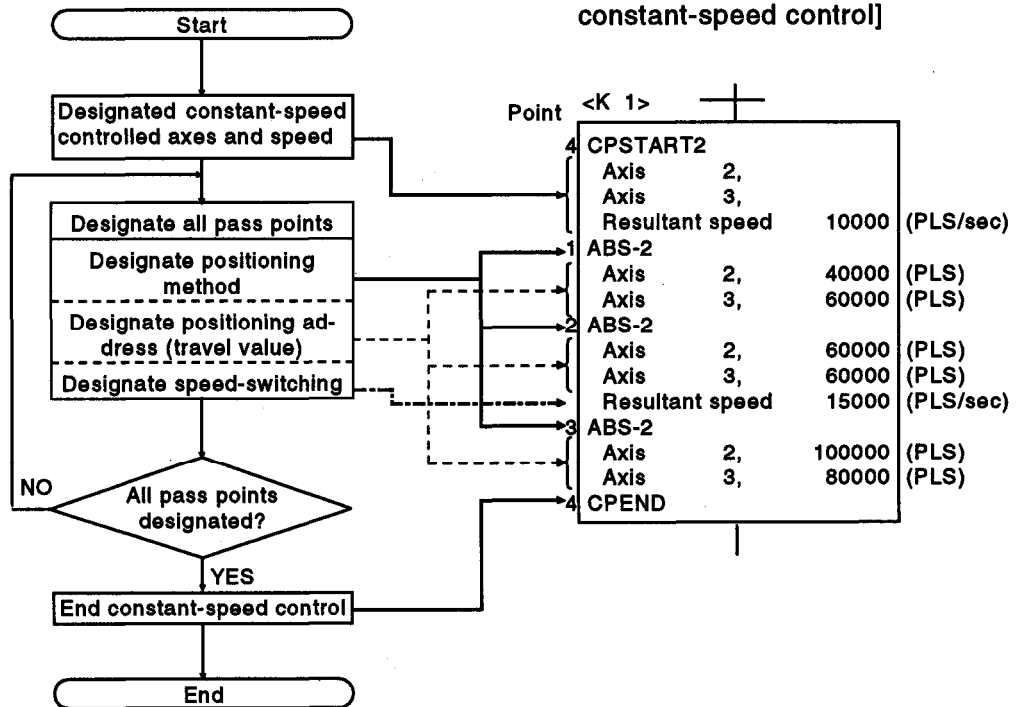 constant-speed control]
Start
Designated constant-speed
controlled axes and speed
Designate all pass points
Designate positioning
method
Designate positioning ad-
dress (travel value)
Designate speed-switching
NO
All pass points
designated?
YES
End constant-speed control
End
Point <K 1>
4 CPSTART2
Axis 2,
Axis 3,
Resultant speed 10000 (PLS/sec)
1 ABS-2
Axis 2, 40000 (PLS)
Axis 3, 60000 (PLS)
2 ABS-2
Axis 2, 60000 (PLS)
Axis 3, 60000 (PLS)
Resultant speed 15000 (PLS/sec)
3 ABS-2
Axis 2, 100000 (PLS)
Axis 3, 80000 (PLS)
4 CPEND